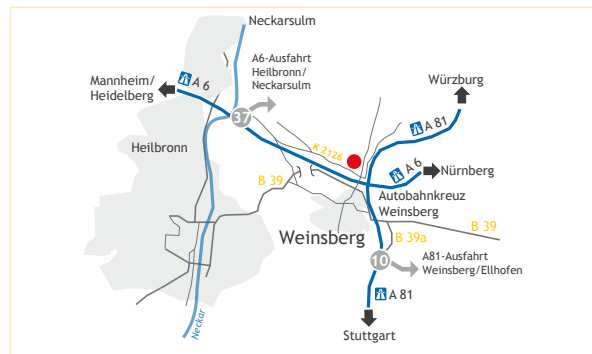 Neckarsulm
A6-Ausfahrt
Heilbronn/
Neckarsulm
Mannheim/
Heidelberg
A 6
Würzburg
37
A 81
K 2126
Heilbronn
A 6
Nürnberg
B 39
Autobahnkreuz
Weinsberg
B 39
Weinsberg
B 39a
10
A81-Ausfahrt
Weinsberg/Ellhofen
A 81
Neckar
Stuttgart